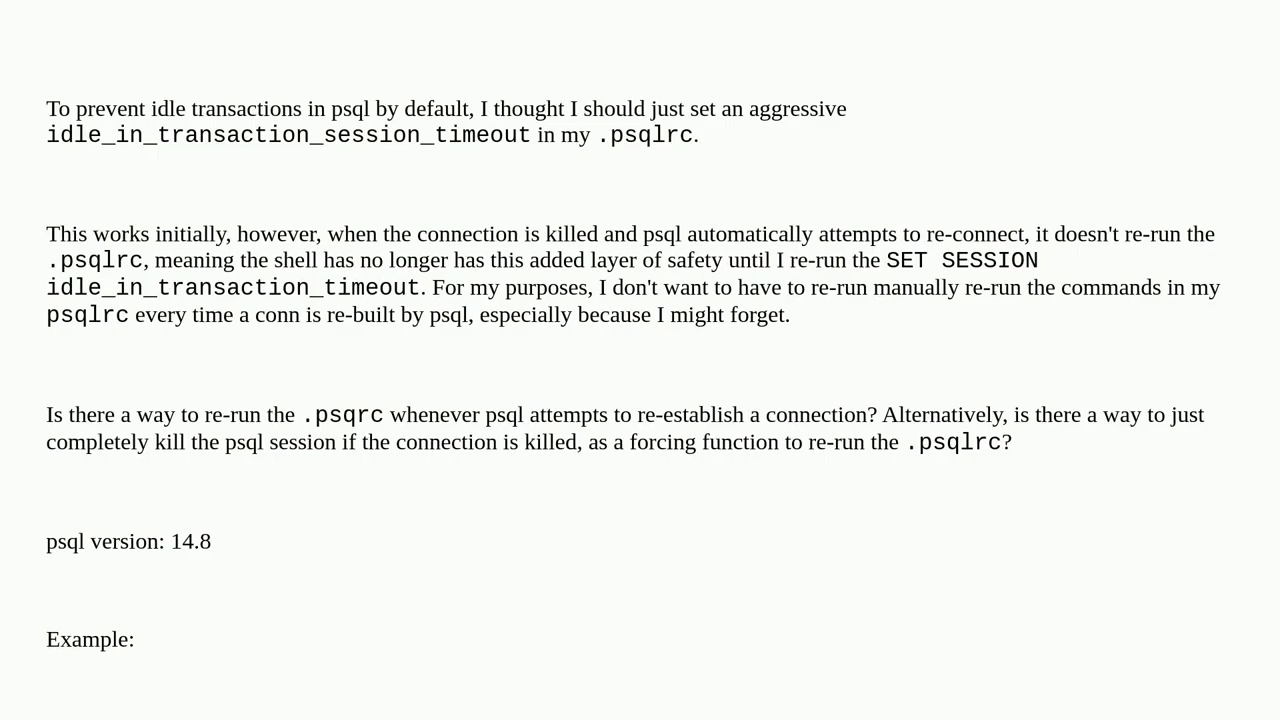 To prevent idle transactions in psql by default, I thought I should just set an aggressive
idle_in_transaction_session_timeout in my .psqlrc.
This works initially, however, when the connection is killed and psql automatically attempts to re-connect, it doesn't re-run the
.psqlrc, meaning the shell has no longer has this added layer of safety until I re-run the SET SESSION
idle_in_transaction_timeout. For my purposes, I don't want to have to re-run manually re-run the commands in my
psqlrc every time a conn is re-built by psql, especially because I might forget.
Is there a way to re-run the .psqrc whenever psql attempts to re-establish a connection? Alternatively, is there a way to just
completely kill the psql session if the connection is killed, as a forcing function to re-run the .psqlrc?
psql version: 14.8
Example: